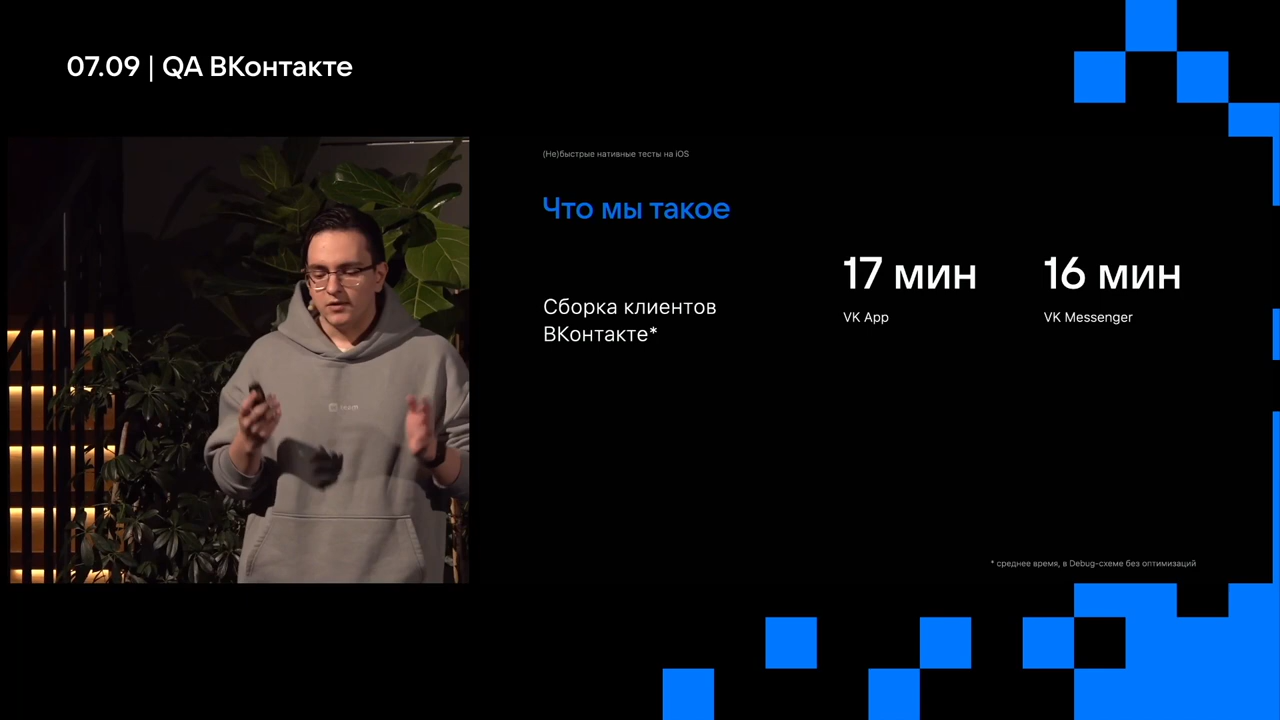 07.09 | QA ВКонтакте
(Не)быстрые нативные тесты на iOS
Что мы такое
17 мин
16 мин
VK App
VK Messenger
Сборка клиентов
ВКонтакте*
* среднее время, в Debug-схеме без оптимизаций